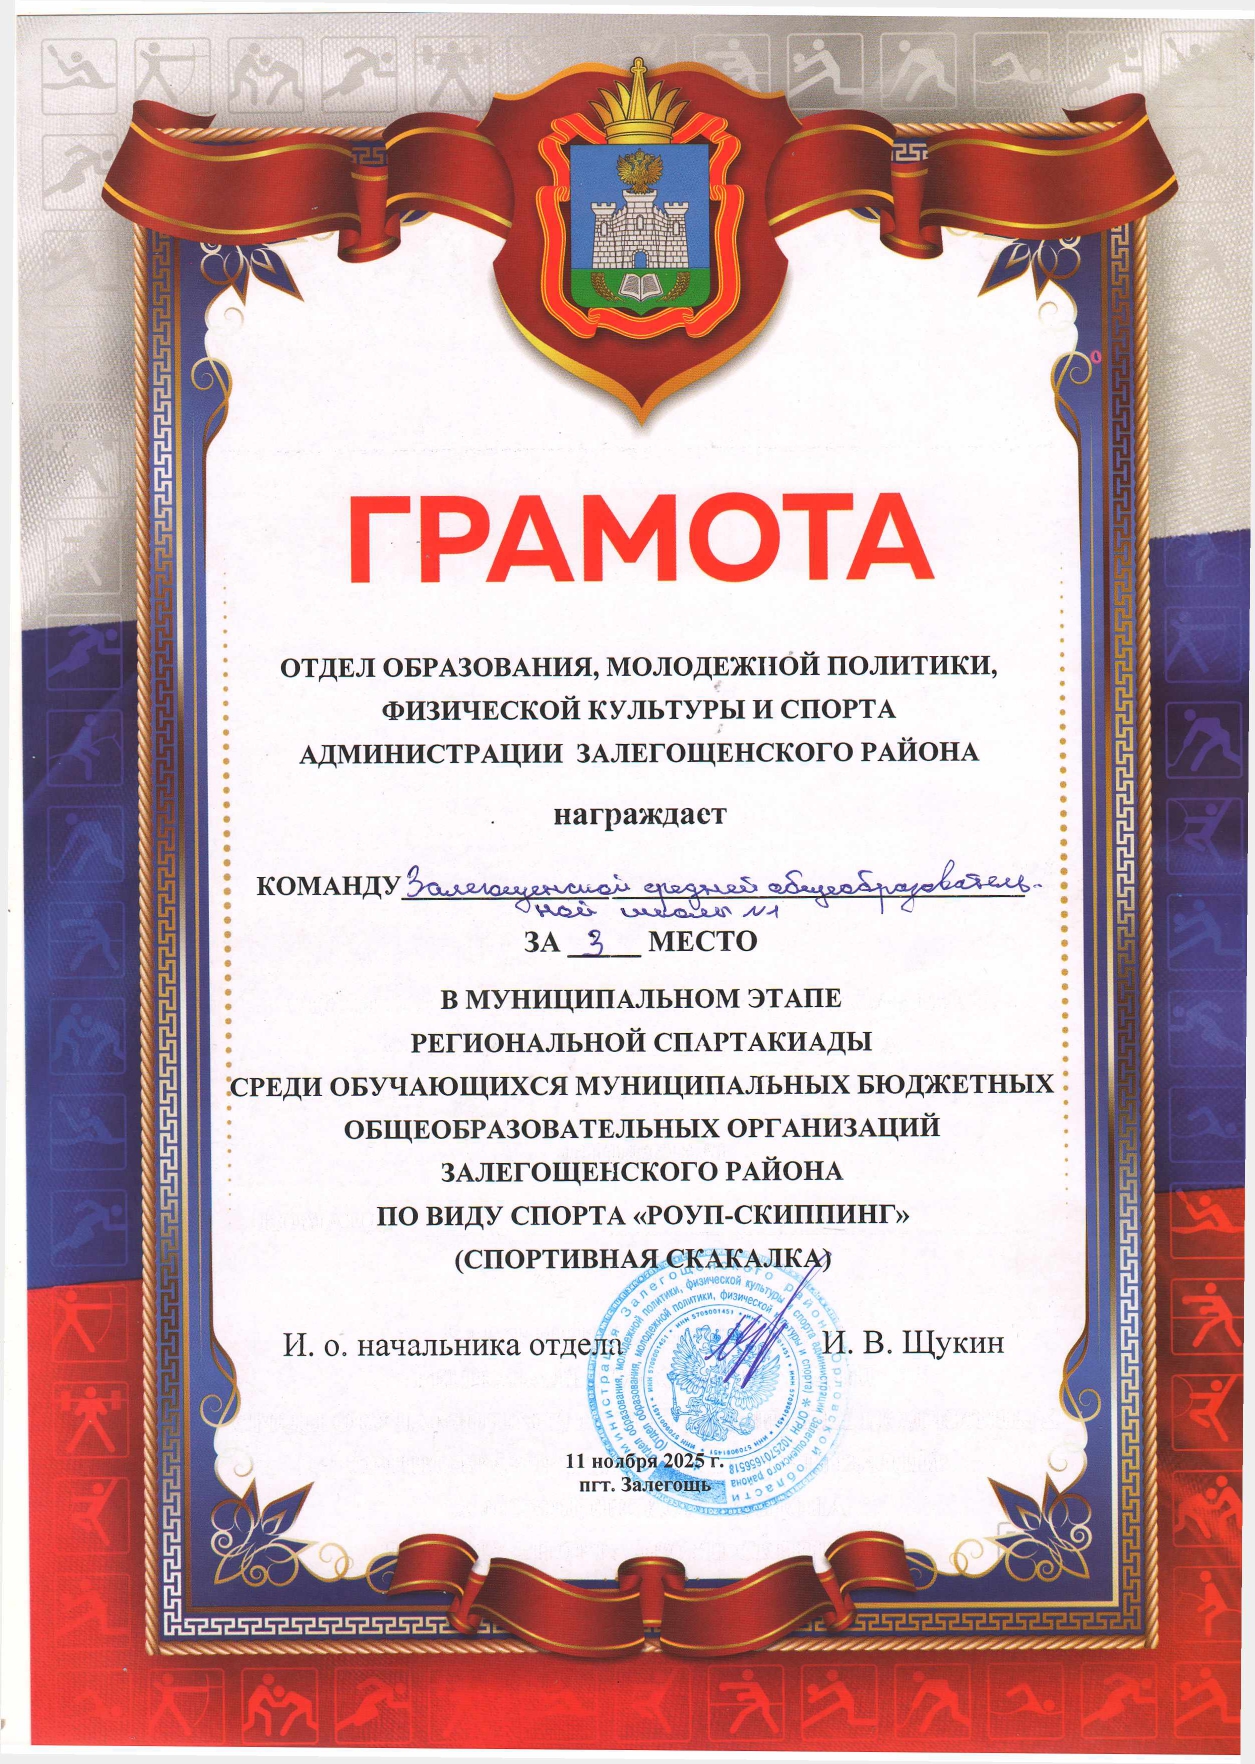 ГРАМОТА
ОТДЕЛ ОБРАЗОВАНИЯ, МОЛОДЕЖНОЙ ПОЛИТИКИ,
ФИЗИЧЕСКОЙ КУЛЬТУРЫ И СПОРТА
АДМИНИСТРАЦИИ ЗАЛЕГОЩЕНСКОГО РАЙОНА
награждает
КОМАНДУ Залегощенской средней общеобразователь-
ной школы №1
ЗА 3 МЕСТО
В МУНИЦИПАЛЬНОМ ЭТАПЕ
РЕГИОНАЛЬНОЙ СПАРТАКИАДЫ
СРЕДИ ОБУЧАЮЩИХСЯ МУНИЦИПАЛЬНЫХ БЮДЖЕТНЫХ
ОБЩЕОБРАЗОВАТЕЛЬНЫХ ОРГАНИЗАЦИЙ
ЗАЛЕГОЩЕНСКОГО РАЙОНА
ПО ВИДУ СПОРТА «РОУП-СКИППИНГ»
(СПОРТИВНАЯ СКАКАЛКА)
И. о. начальника отдела И. В. Щукин
11 ноября 2025 г.
пгт. Залегощь